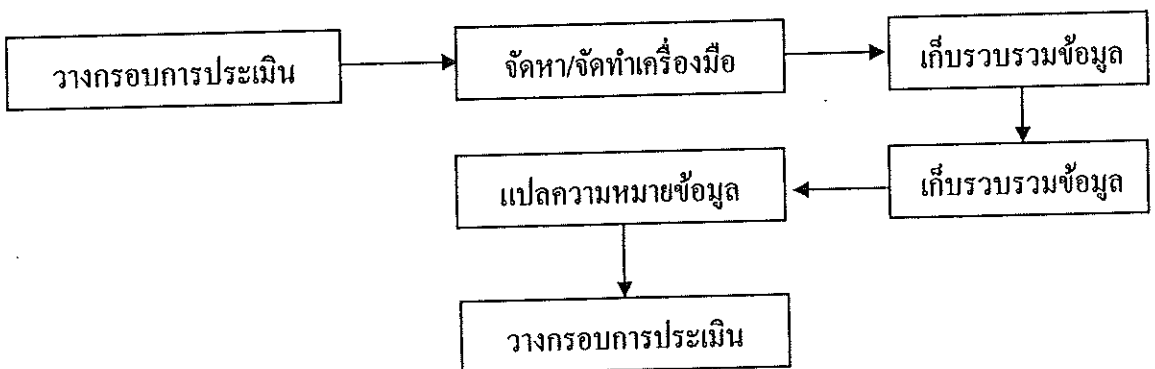 วางกรอบการประเมิน
จัดหา/จัดทำเครื่องมือ
เก็บรวบรวมข้อมูล
เก็บรวบรวมข้อมูล
แปลความหมายข้อมูล
วางกรอบการประเมิน